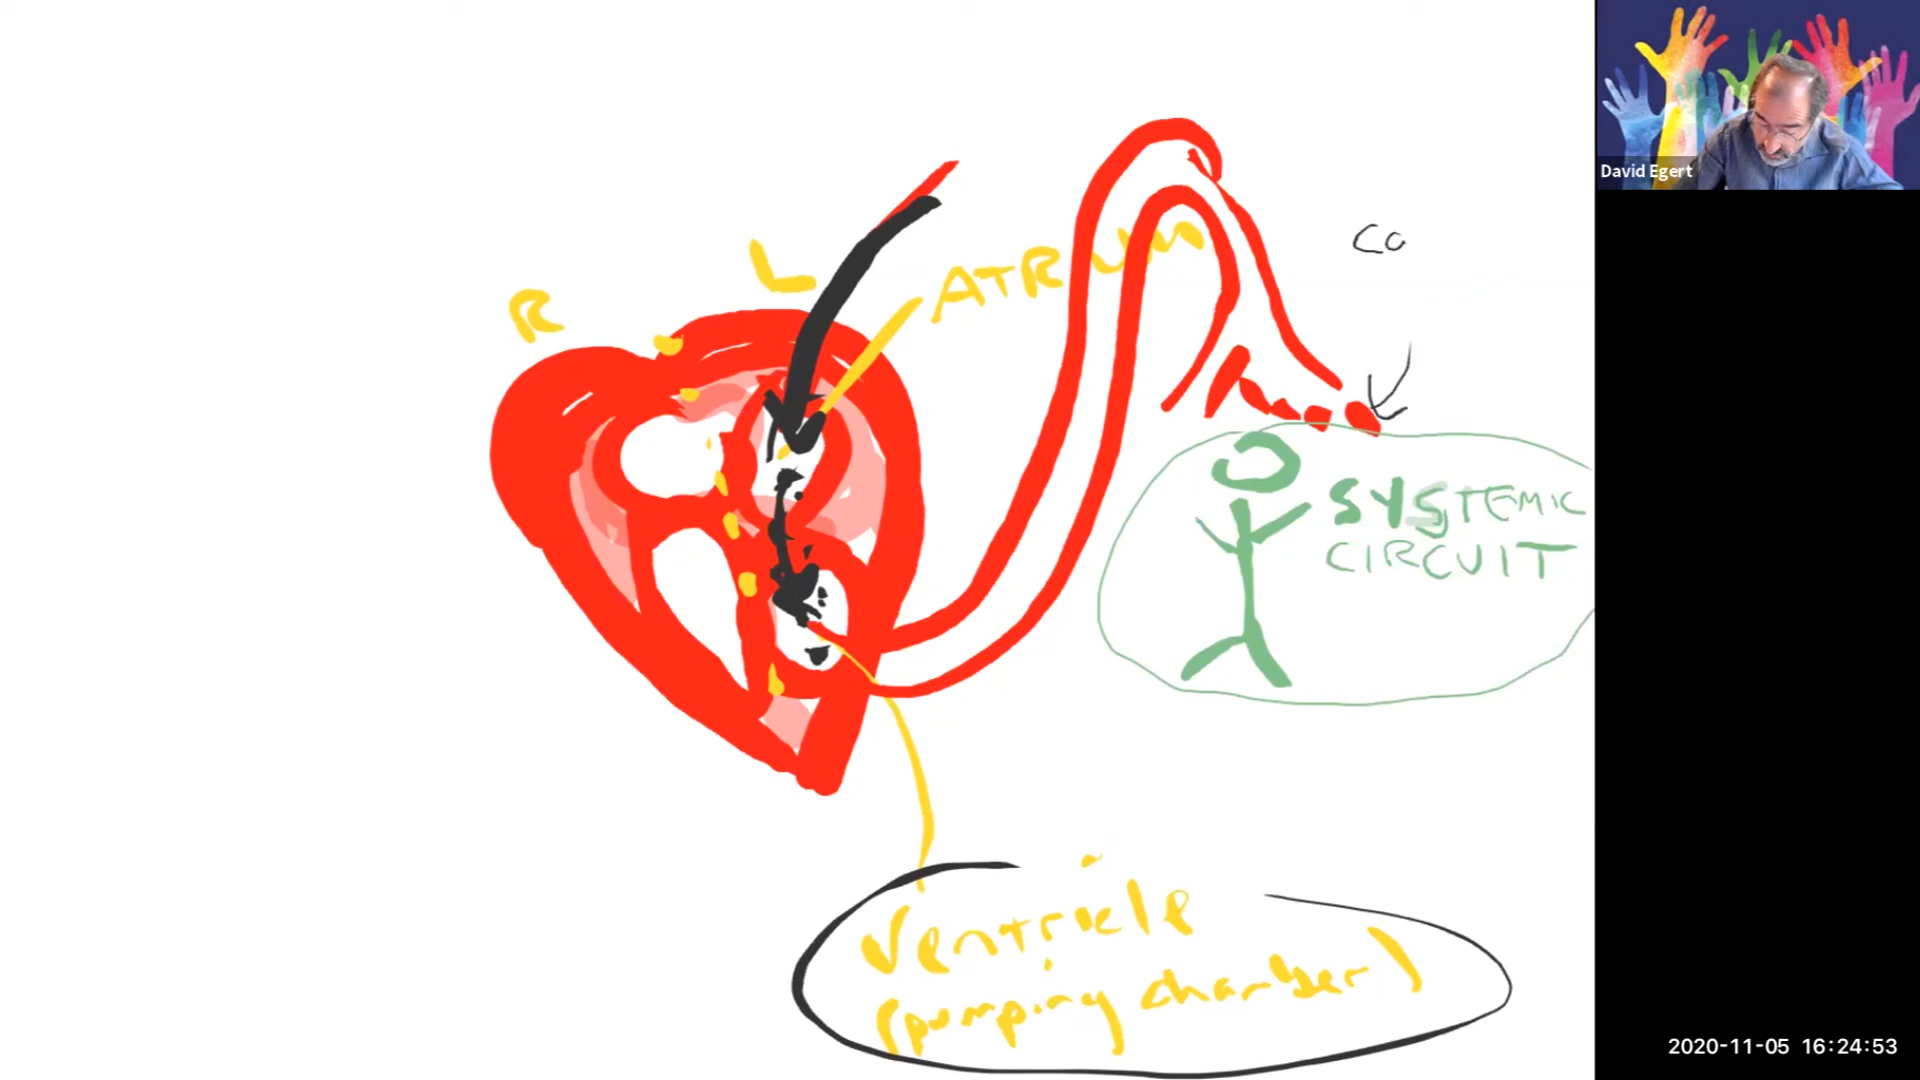 David Egert
Co
L
ATRIUM
R
SYSTEMIC
CIRCUIT
Ventricle
(pumping chamber)
2020-11-05 16:24:53